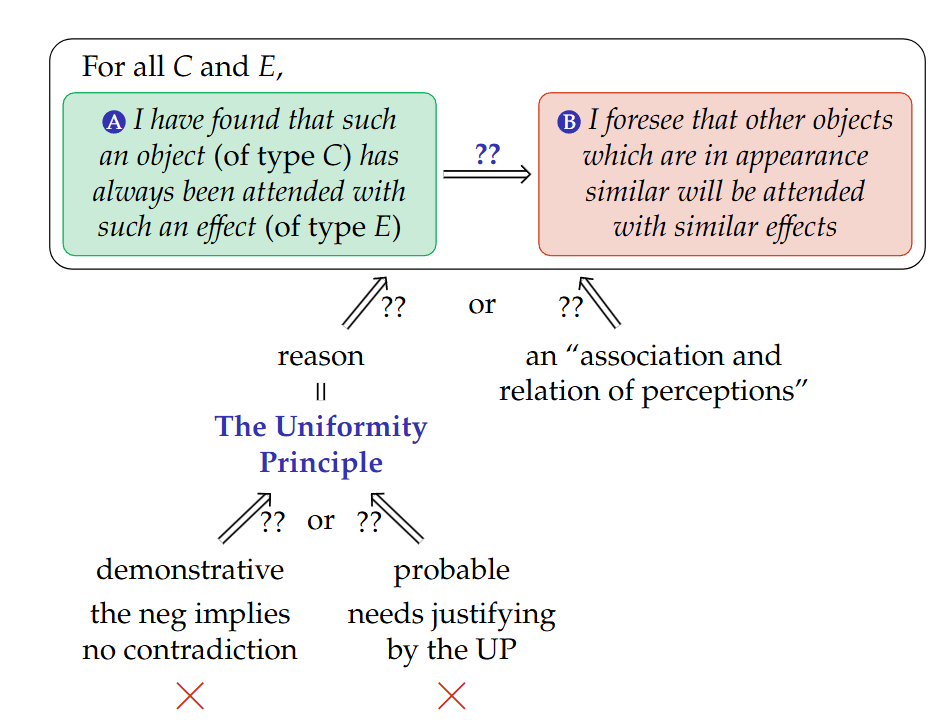 For all C and E,
A I have found that such
an object (of type C) has
always been attended with
such an effect (of type E)
??
B I foresee that other objects
which are in appearance
similar will be attended
with similar effects
?? or ??
reason
an “association and
relation of perceptions”
=
The Uniformity
Principle
?? or ??
demonstrative
the neg implies
no contradiction
probable
needs justifying
by the UP